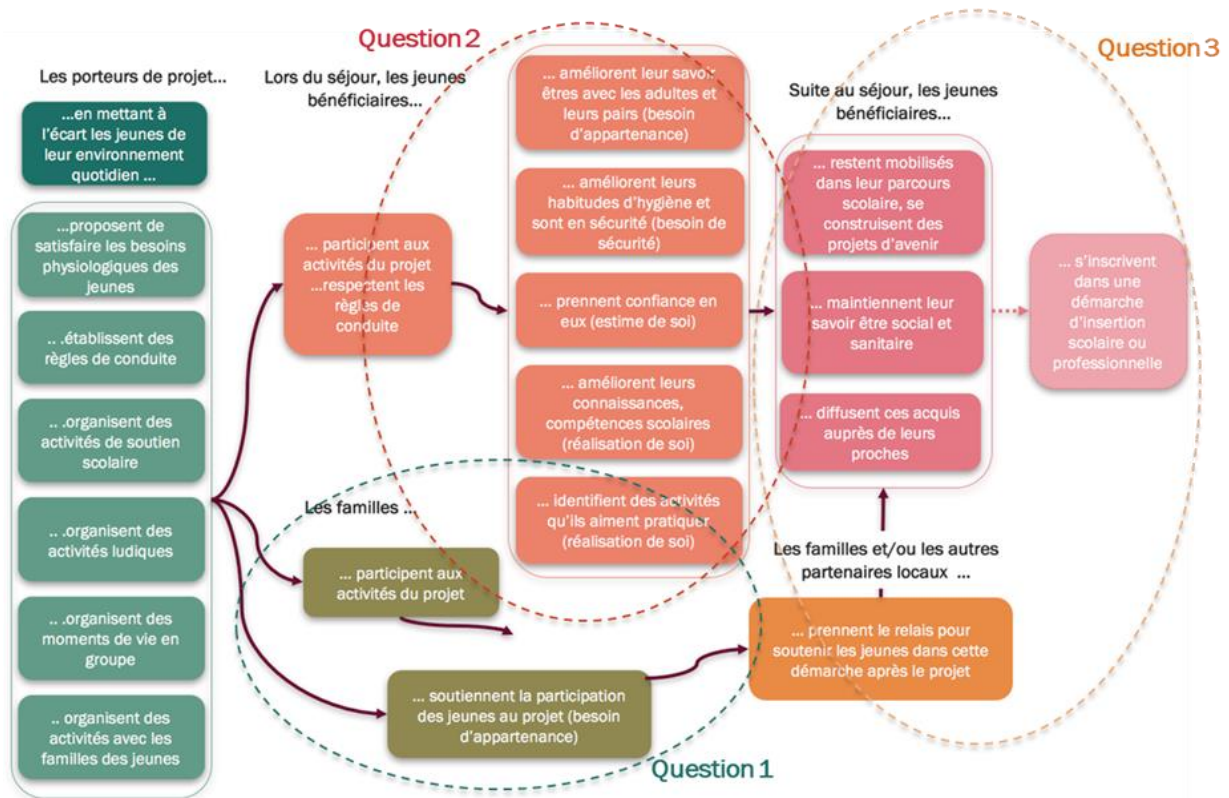 Question 2
Question 3
Les porteurs de projet...
...en mettant à
l'écart les jeunes de
leur environnement
quotidien ...
...proposent de
satisfaire les besoins
physiologiques des
jeunes
.. .établissent des
règles de conduite
.. .organisent des
activités de soutien
scolaire
.. .organisent des
activités ludiques
.. .organisent des
moments de vie en
groupe
.. organisent des
activités avec les
familles des jeunes
Lors du séjour, les jeunes
bénéficiaires...
... participent aux
activités du projet
...respectent les
règles de conduite
... améliorent leur savoir
êtres avec les adultes et
leurs pairs (besoin
d'appartenance)
... améliorent leurs
habitudes d'hygiène et
sont en sécurité (besoin de
sécurité)
... prennent confiance en
eux (estime de soi)
... améliorent leurs
connaissances,
compétences scolaires
(réalisation de soi)
... identifient des activités
qu'ils aiment pratiquer
(réalisation de soi)
Les familles ...
... participent aux
activités du projet
... soutiennent la participation
des jeunes au projet (besoin
d'appartenance)
Question 1
Suite au séjour, les jeunes
bénéficiaires...
... restent mobilisés
dans leur parcours
scolaire, se
construisent des
projets d'avenir
... maintiennent leur
savoir être social et
sanitaire
... diffusent ces acquis
auprès de leurs
proches
Les familles et/ou les autres
partenaires locaux ...
... prennent le relais pour
soutenir les jeunes dans cette
démarche après le projet
... s'inscrivent
dans une
démarche
d'insertion
scolaire ou
professionnelle